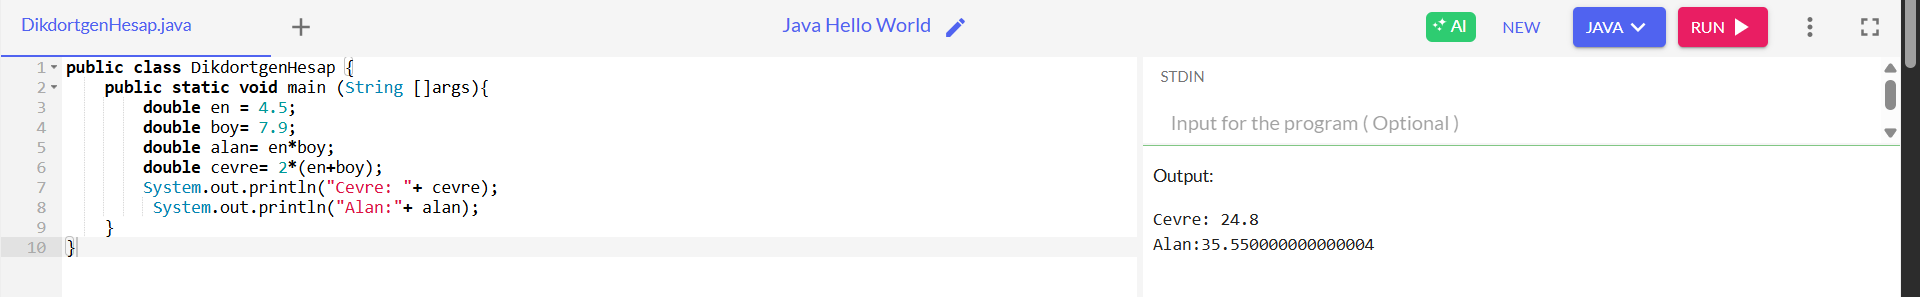 DikdortgenHesap.java
+
Java Hello World
AI
NEW
JAVA
RUN
1 public class DikdortgenHesap {
2     public static void main (String []args){
3         double en = 4.5;
4         double boy= 7.9;
5         double alan= en*boy;
6         double cevre= 2*(en+boy);
7         System.out.println("Cevre: "+ cevre);
8          System.out.println("Alan:"+ alan);
9     }
10 }
STDIN
Input for the program ( Optional )
Output:
Cevre: 24.8
Alan:35.550000000000004